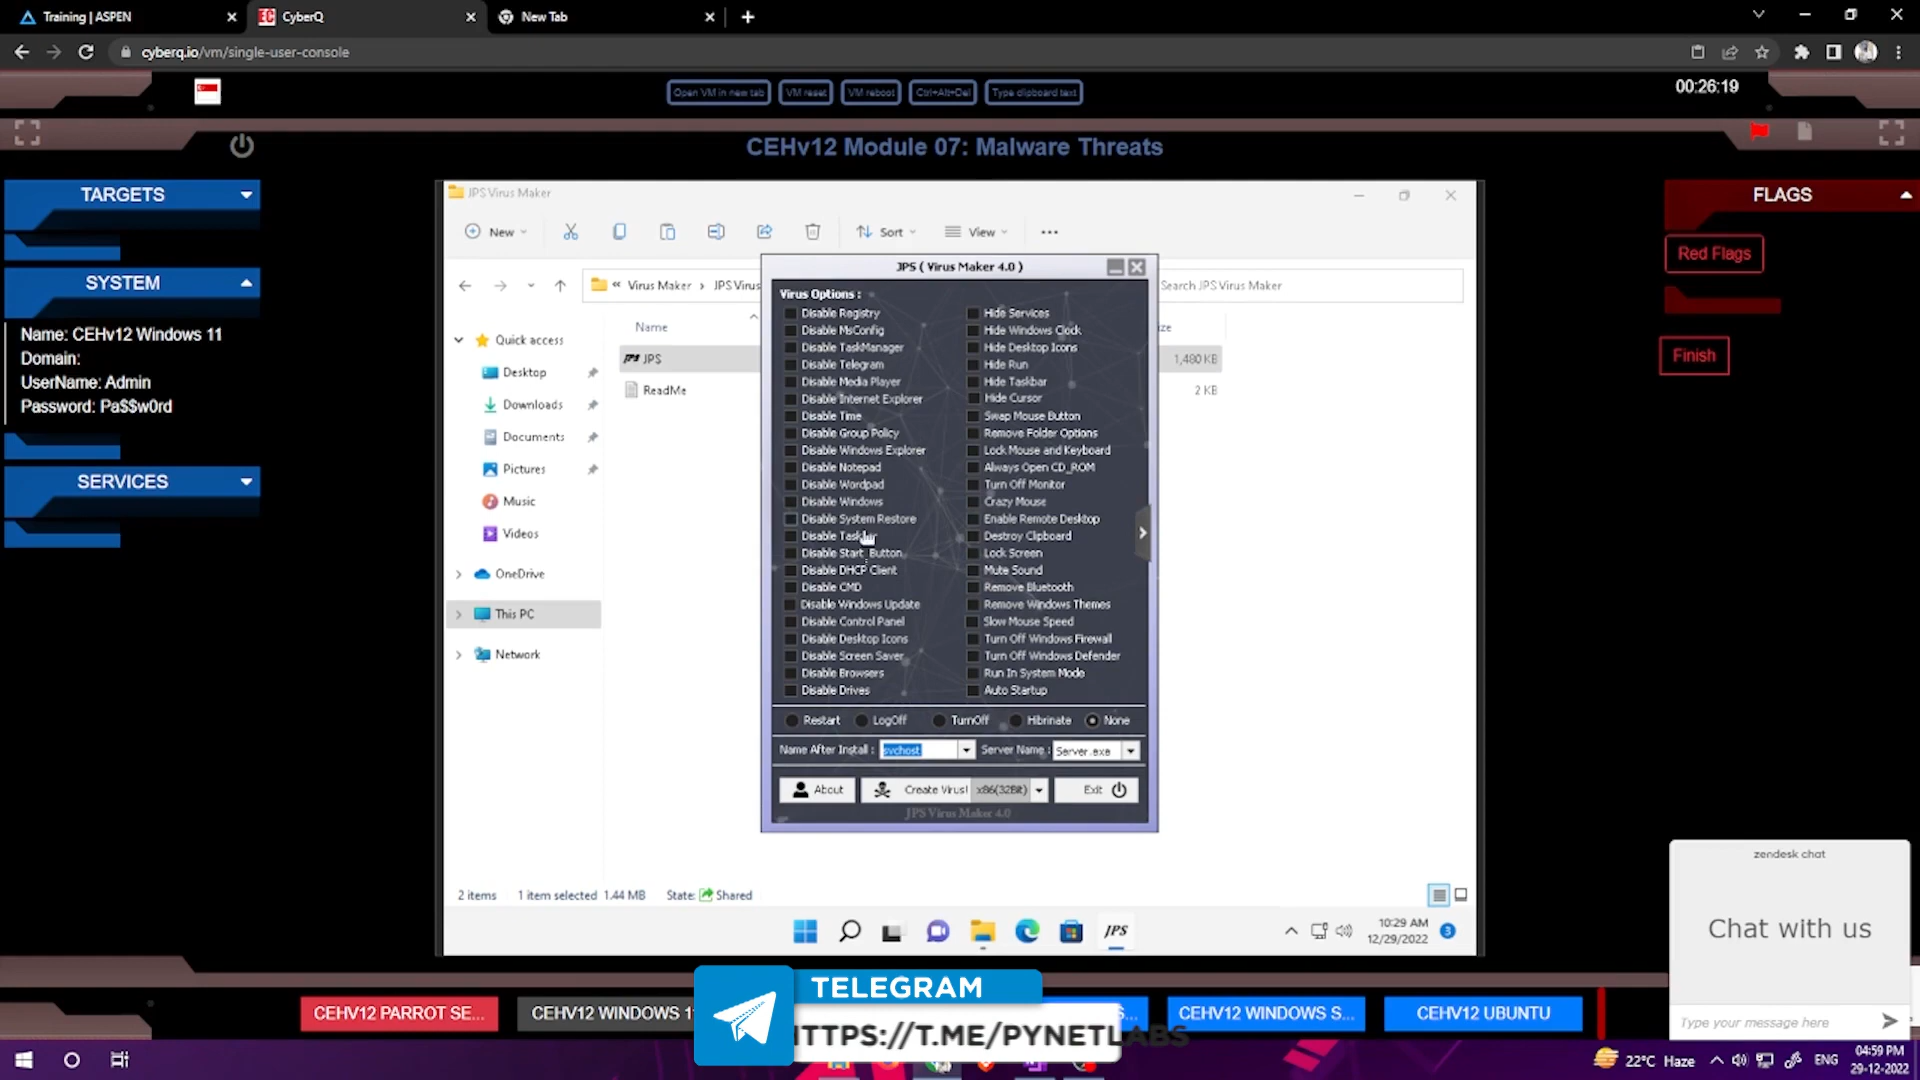 Training | ASPEN
EC
CyberQ
New Tab
cyberq.io/vm/single-user-console
Open VM in new tab
VM reset
VM reboot
Ctrl+Alt+Del
Type clipboard text
00:26:19
CEHv12 Module 07: Malware Threats
TARGETS
SYSTEM
Name: CEHv12 Windows 11
Domain:
UserName: Admin
Password: Pa$$w0rd
SERVICES
FLAGS
Red Flags
Finish
JPS Virus Maker
New
Sort
View
« Virus Maker › JPS Virus
Search JPS Virus Maker
Quick access
Desktop
Downloads
Documents
Pictures
Music
Videos
OneDrive
This PC
Network
Name
JPS JPS
1,480 KB
ReadMe
2 KB
JPS ( Virus Maker 4.0 )
Virus Options :
Disable Registry
Disable MsConfig
Disable TaskManager
Disable Telegram
Disable Media Player
Disable Internet Explorer
Disable Time
Disable Group Policy
Disable Windows Explorer
Disable Notepad
Disable Wordpad
Disable Windows
Disable System Restore
Disable
Disable Start Button
Disable DHCP Client
Disable CMD
Disable Windows Update
Disable Control Panel
Disable Desktop Icons
Disable Screen Saver
Disable Browsers
Disable Drives
Hide Services
Hide Windows Clock
Hide Desktop Icons
Hide Run
Hide Taskbar
Hide Cursor
Swap Mouse Button
Remove Folder Options
Lock Mouse and Keyboard
Always Open CD_ROM
Turn Off Monitor
Crazy Mouse
Enable Remote Desktop
Destroy Clipboard
Lock Screen
Mute Sound
Remove Bluetooth
Remove Windows Themes
Slow Mouse Speed
Turn Off Windows Firewall
Turn Off Windows Defender
Run In System Mode
Auto Startup
Restart LogOff TurnOff Hibrinate None
Name After Install : svchost Server Name : Server.exe
About Create Virus! x86(32Bit) Exit
JPS Virus Maker 4.0
2 items 1 item selected 1.44 MB State: Shared
JPS
10:29 AM
12/29/2022
3
zendesk chat
Chat with us
Type your message here
CEHV12 PARROT SE...
CEHV12 WINDOWS 1
S...
CEHV12 WINDOWS S...
CEHV12 UBUNTU
TELEGRAM
HTTPS://T.ME/PYNETLABS
22°C Haze
ENG
04:59 PM
29-12-2022